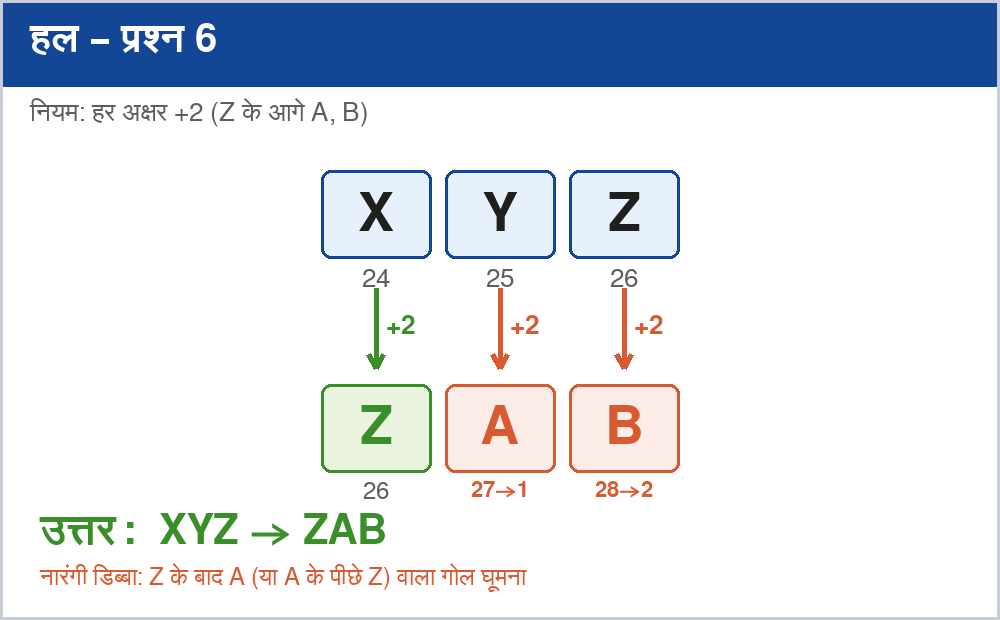 हल – प्रश्न 6
नियम: हर अक्षर +2 (Z के आगे A, B)
X Y Z
24 25 26
+2 +2 +2
Z A B
26 27→1 28→2
उत्तर : XYZ → ZAB
नारंगी डिब्बा: Z के बाद A (या A के पीछे Z) वाला गोल घूमना